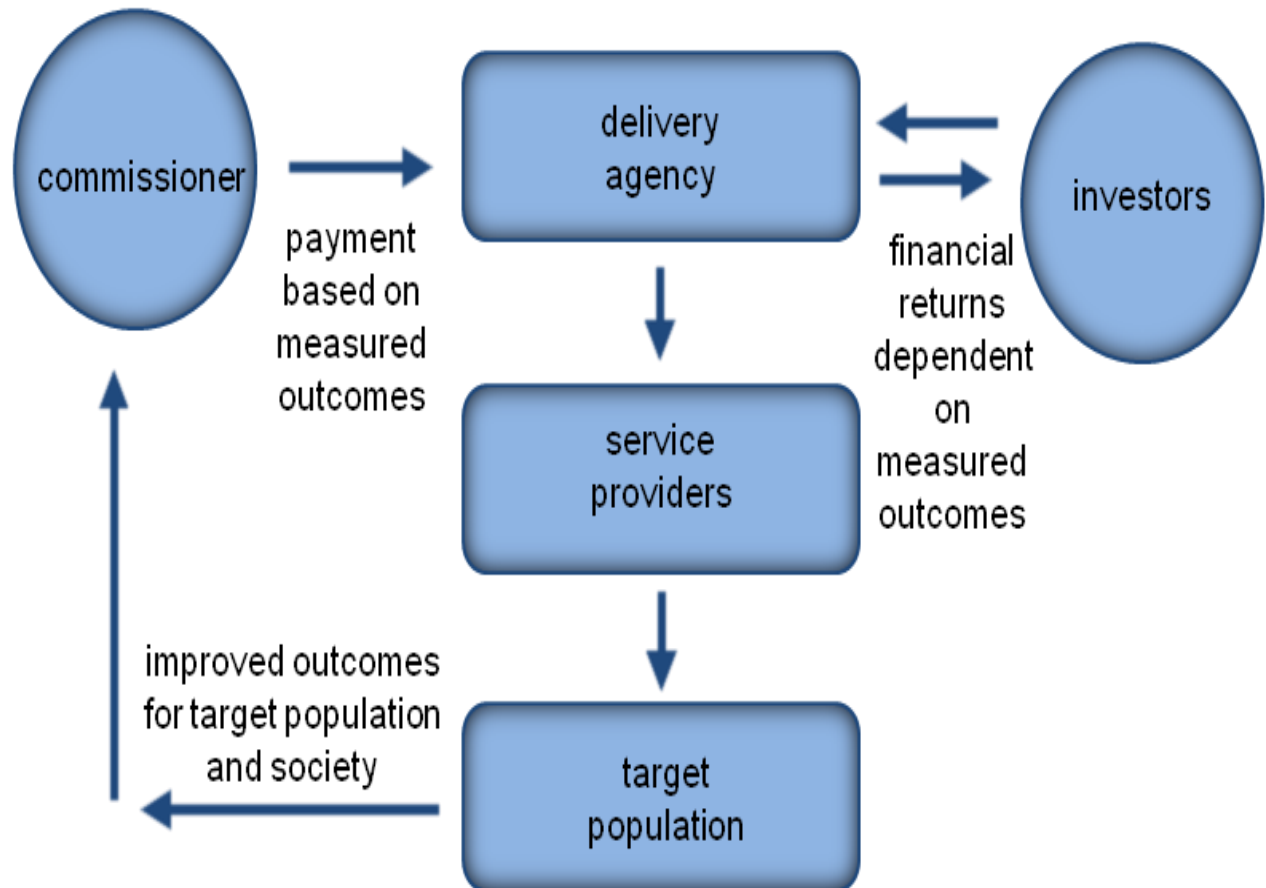 commissioner
payment
based on
measured
outcomes
delivery
agency
investors
financial
returns
dependent
on
measured
outcomes
service
providers
improved outcomes
for target population
and society
target
population